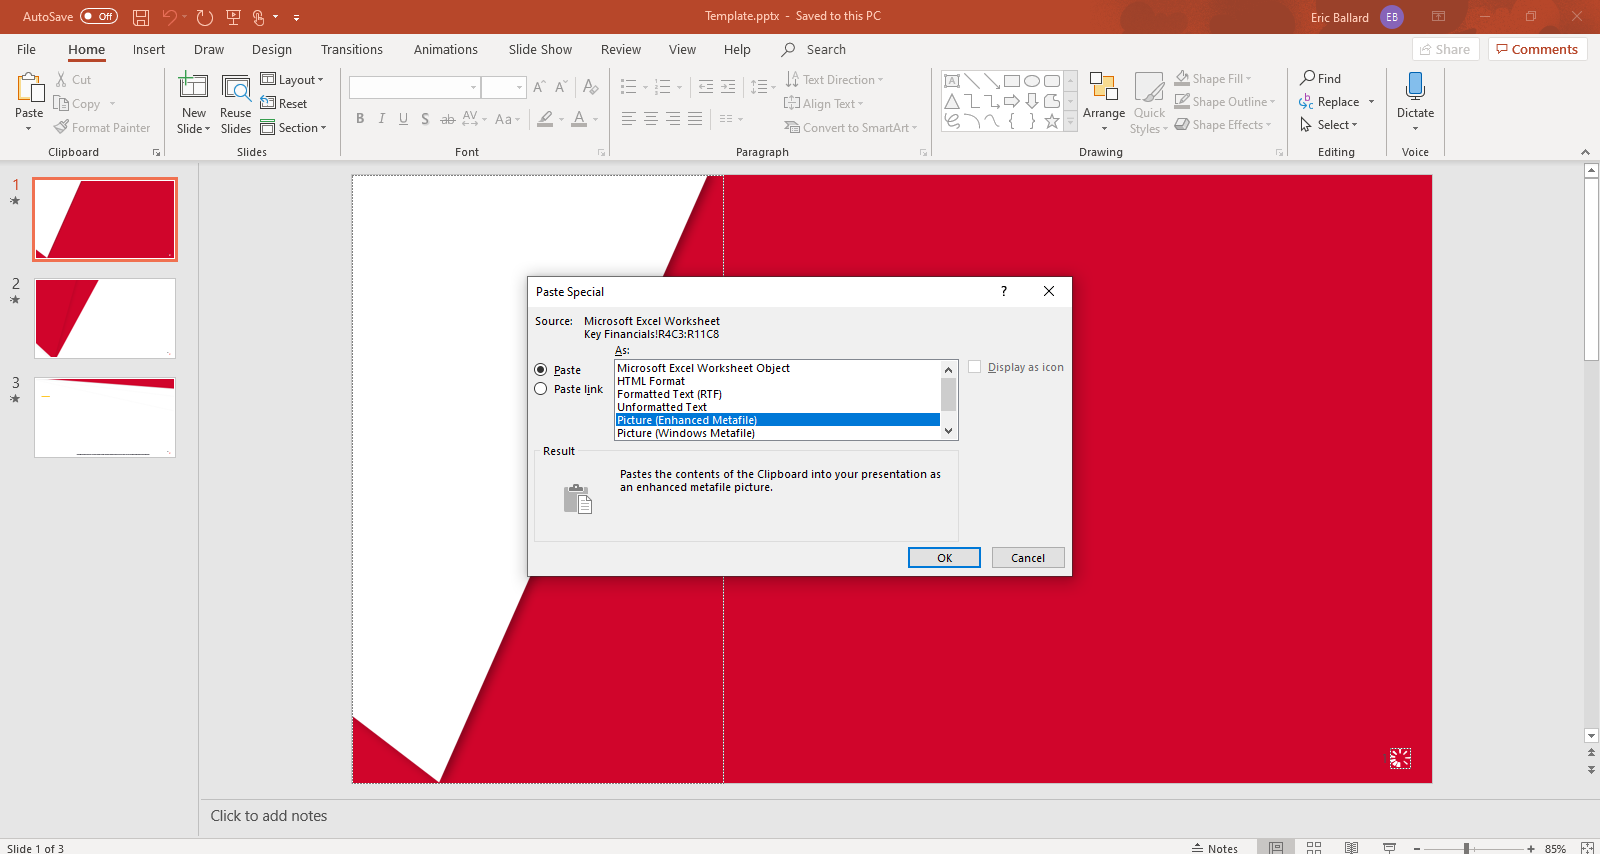 AutoSave Off
Template.pptx - Saved to this PC
Eric Ballard EB
File Home Insert Draw Design Transitions Animations Slide Show Review View Help Search
Share Comments
Paste
Cut
Copy
Format Painter
Clipboard
New Slide
Reuse Slides
Layout
Reset
Section
Slides
B I U S ab AV Aa A
Font
Text Direction
Align Text
Convert to SmartArt
Paragraph
Arrange
Quick Styles
Shape Fill
Shape Outline
Shape Effects
Drawing
Find
Replace
Select
Editing
Dictate
Voice
1
2
3
Paste Special ?
Source: Microsoft Excel Worksheet
Key Financials!R4C3:R11C8
As:
Paste
Paste link
Microsoft Excel Worksheet Object
HTML Format
Formatted Text (RTF)
Unformatted Text
Picture (Enhanced Metafile)
Picture (Windows Metafile)
Display as icon
Result
Pastes the contents of the Clipboard into your presentation as
an enhanced metafile picture.
OK Cancel
Click to add notes
Slide 1 of 3
Notes
85%